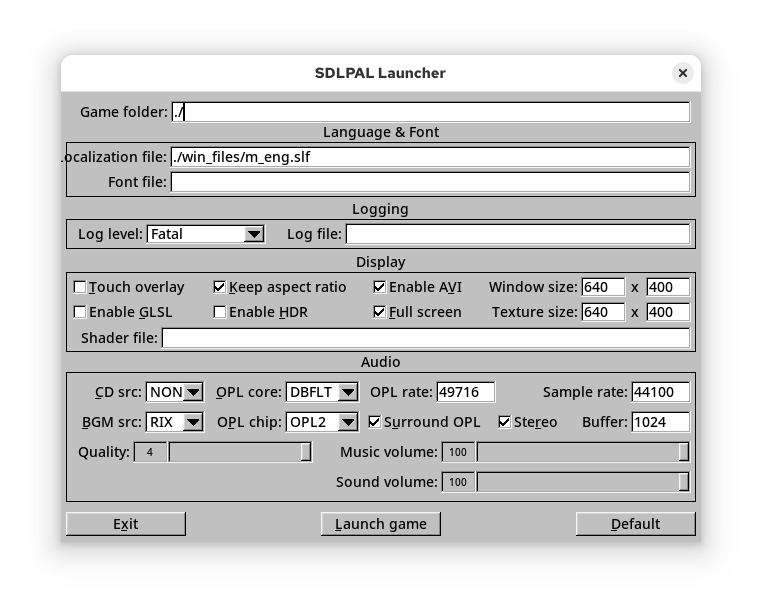 SDLPAL Launcher
Game folder: ./
Language & Font
ocalization file: ./win_files/m_eng.slf
Font file:
Logging
Log level: Fatal Log file:
Display
Touch overlay Keep aspect ratio Enable AVI Window size: 640 x 400
Enable GLSL Enable HDR Full screen Texture size: 640 x 400
Shader file:
Audio
CD src: NON OPL core: DBFLT OPL rate: 49716 Sample rate: 44100
BGM src: RIX OPL chip: OPL2 Surround OPL Stereo Buffer: 1024
Quality: 4 Music volume: 100
Sound volume: 100
Exit Launch game Default